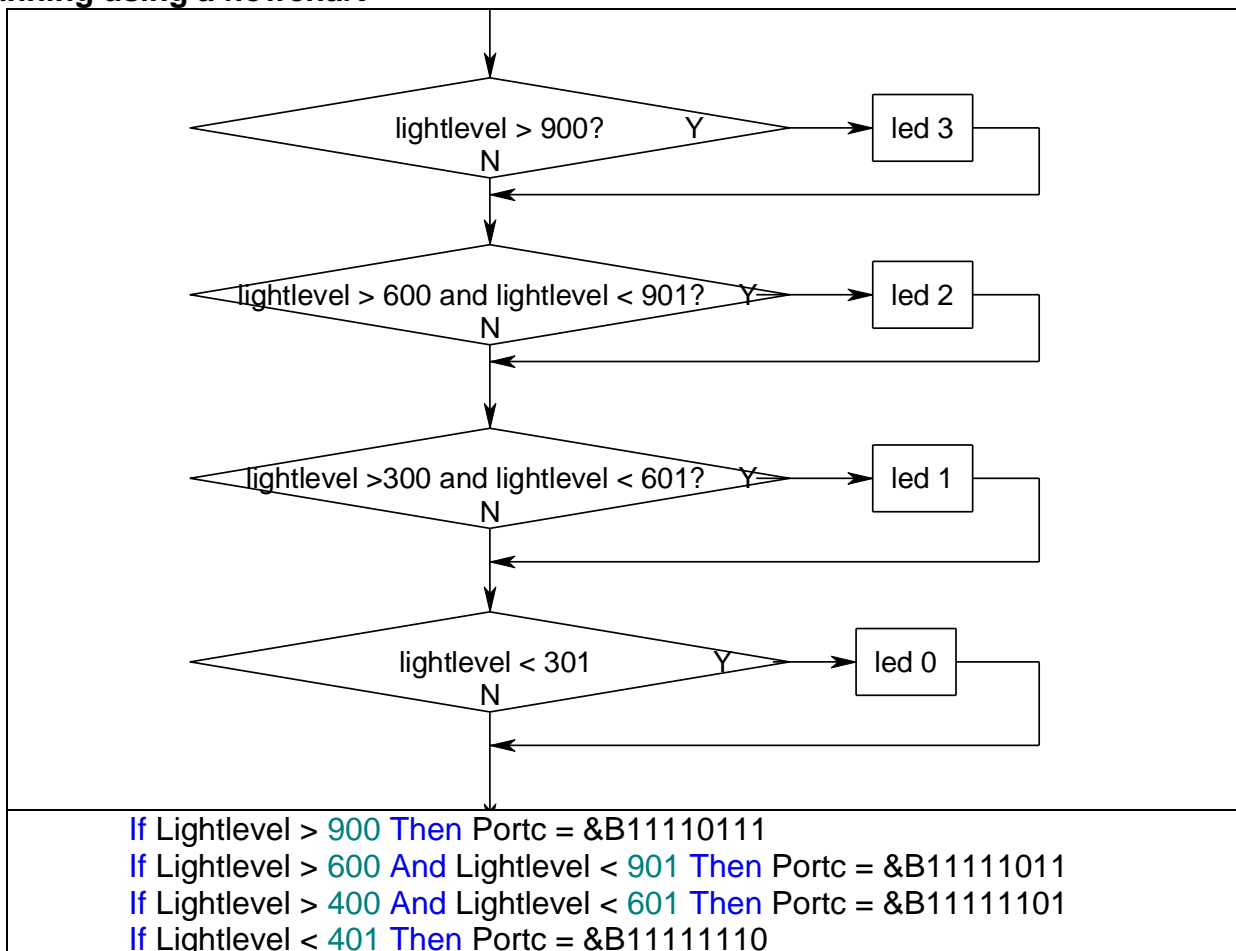 lightlevel > 900? Y
led 3
N
lightlevel > 600 and lightlevel < 901? Y
led 2
N
lightlevel >300 and lightlevel < 601? Y
led 1
N
lightlevel < 301 Y
led 0
N
If Lightlevel > 900 Then Portc = &B11110111
If Lightlevel > 600 And Lightlevel < 901 Then Portc = &B11111011
If Lightlevel > 400 And Lightlevel < 601 Then Portc = &B11111101
If Lightlevel < 401 Then Portc = &B11111110